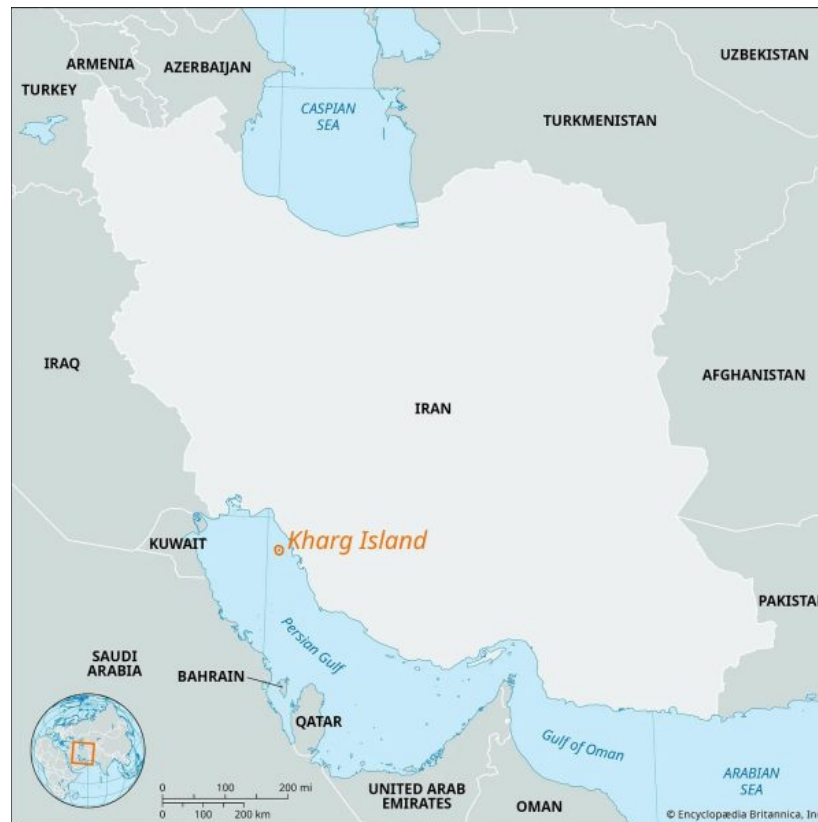 UZBEKISTAN
ARMENIA
AZERBAIJAN
TURKEY
CASPIAN
SEA
TURKMENISTAN
IRAQ
AFGHANISTAN
IRAN
Kharg Island
KUWAIT
PAKISTAN
Persian Gulf
SAUDI
ARABIA
BAHRAIN
QATAR
Gulf of Oman
0 100 200 mi
0 100 200 km
UNITED ARAB
EMIRATES
OMAN
ARABIAN
SEA
© Encyclopædia Britannica, Inc